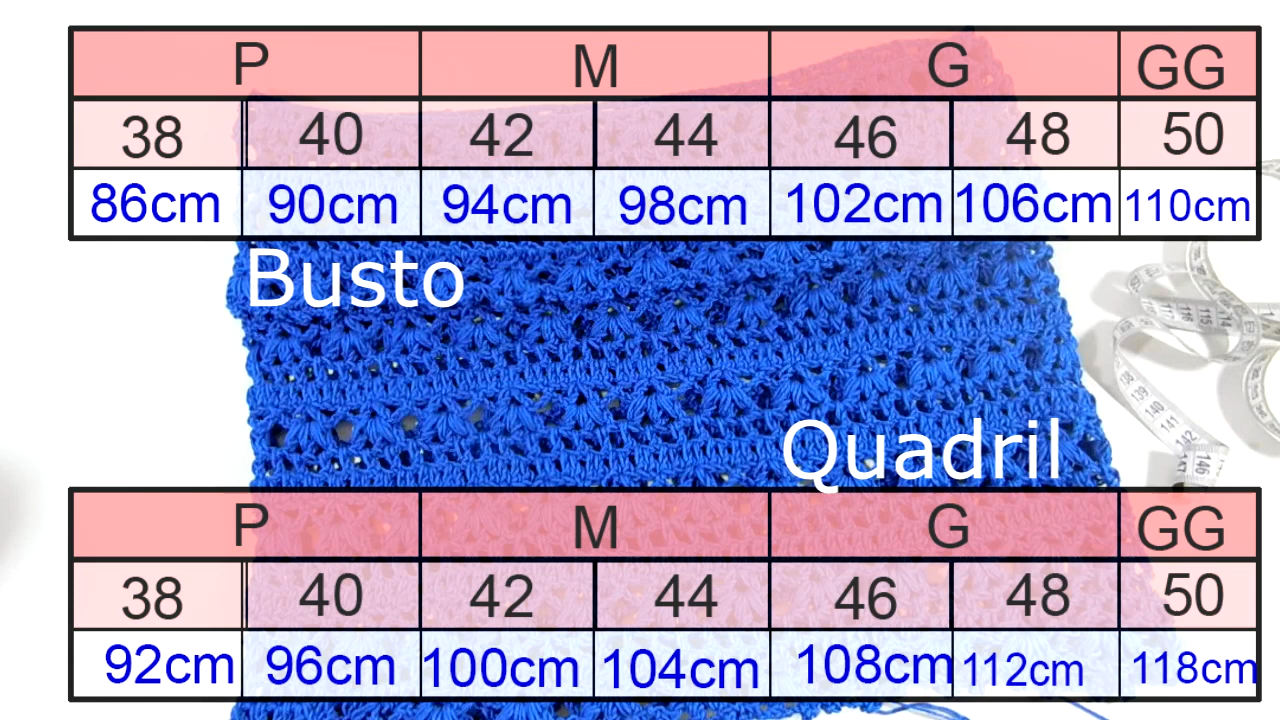 P M G GG
38 40 42 44 46 48 50
86cm 90cm 94cm 98cm 102cm 106cm 110cm
Busto
Quadril
P M G GG
38 40 42 44 46 48 50
92cm 96cm 100cm 104cm 108cm 112cm 118cm